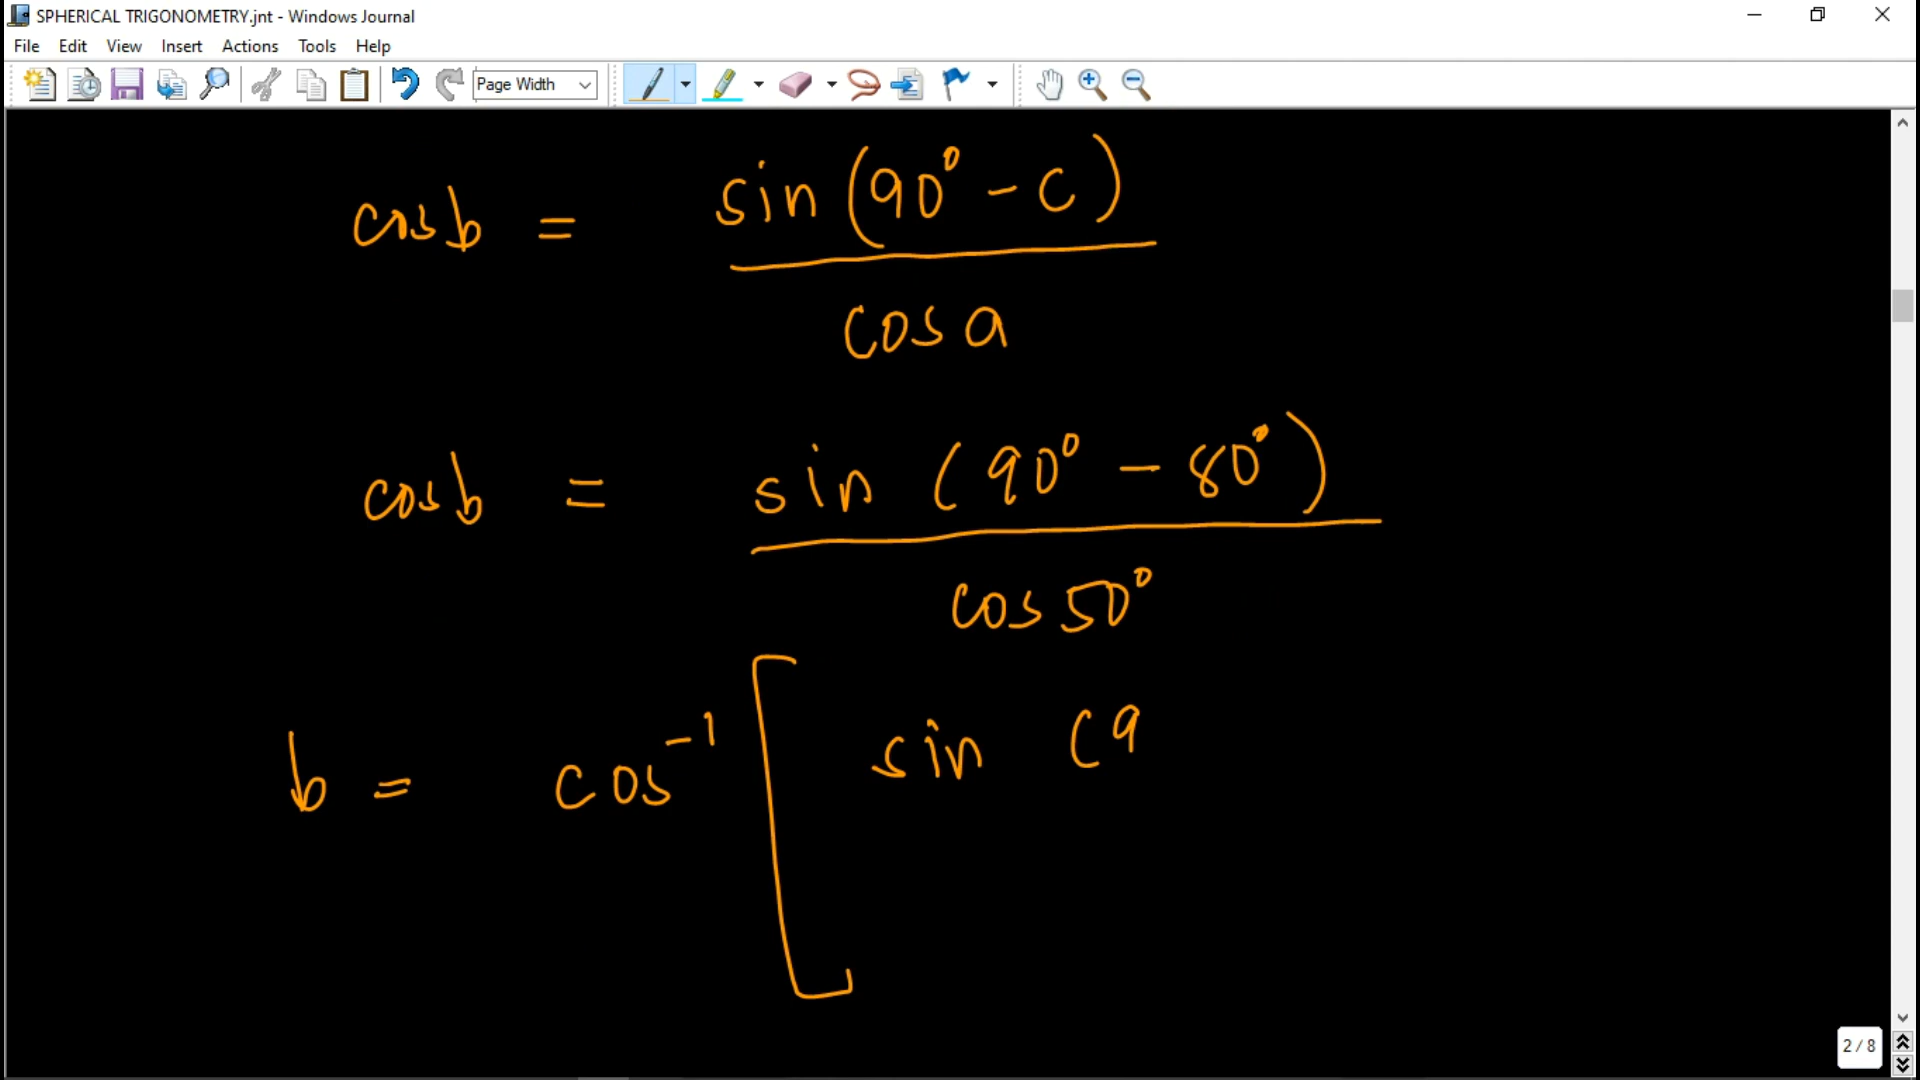 SPHERICAL TRIGONOMETRY.jnt - Windows Journal
File Edit View Insert Actions Tools Help
Page Width
cos b = sin (90° - c)
cos a
cos b = sin (90° - 80°)
cos 50°
b = cos⁻¹ [ sin (9
2 / 8